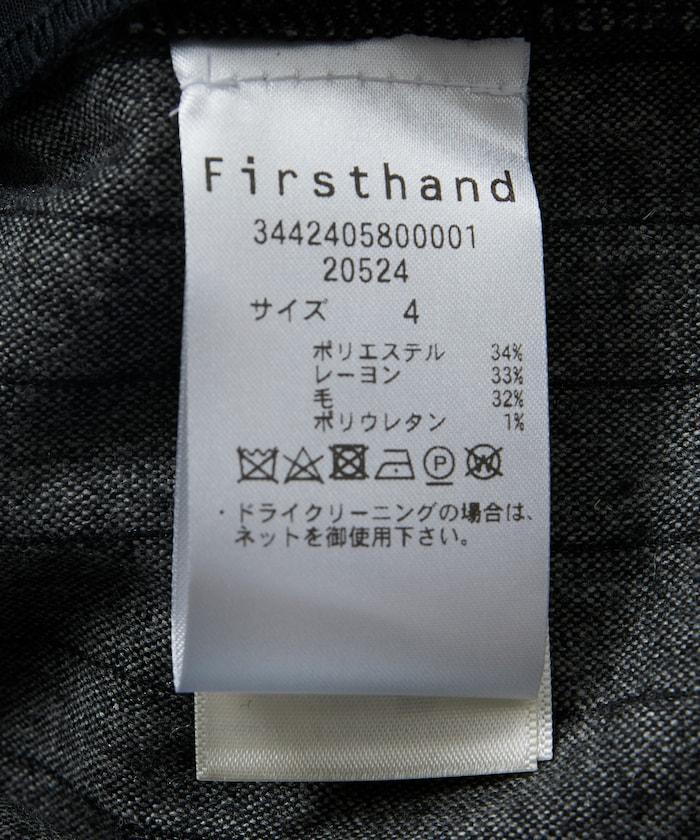 Firsthand
3442405800001
20524
サイズ 4
ポリエステル 34%
レーヨン 33%
毛 32%
ポリウレタン 1%
P W
・ドライクリーニングの場合は、
ネットを御使用下さい。